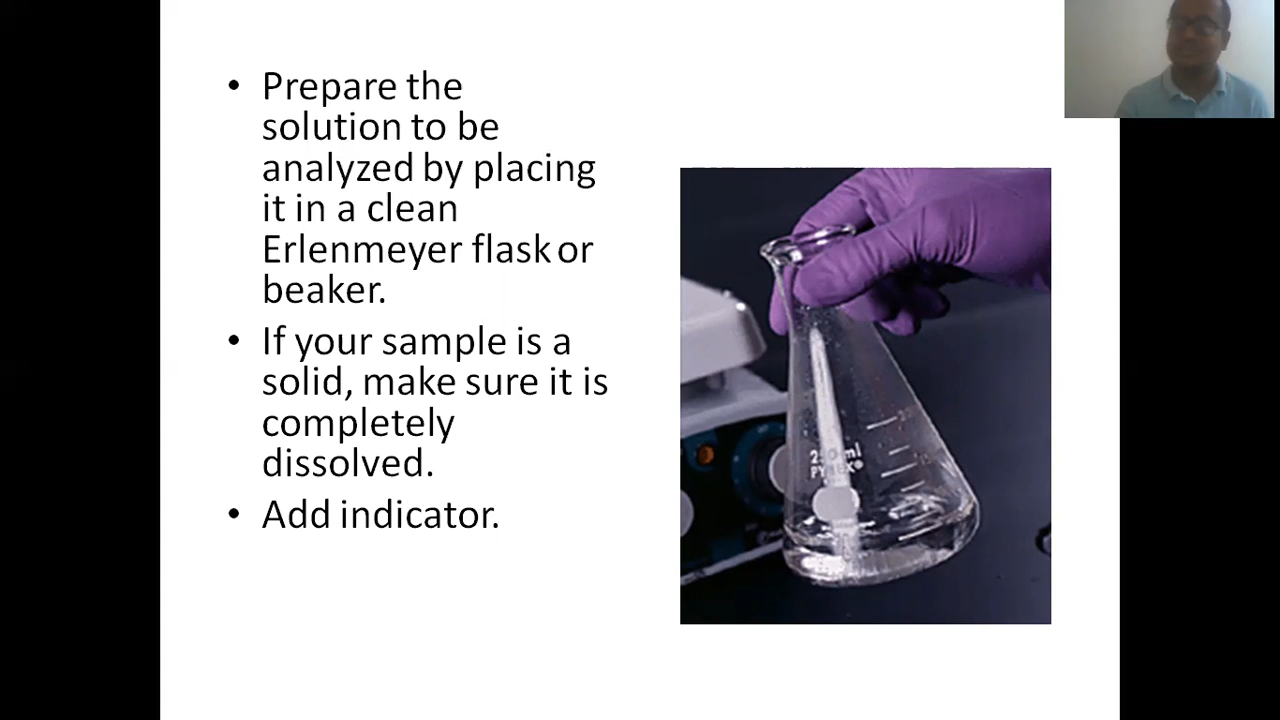 • Prepare the
solution to be
analyzed by placing
it in a clean
Erlenmeyer flask or
beaker.
• If your sample is a
solid, make sure it is
completely
dissolved.
• Add indicator.
ml
PYREX®